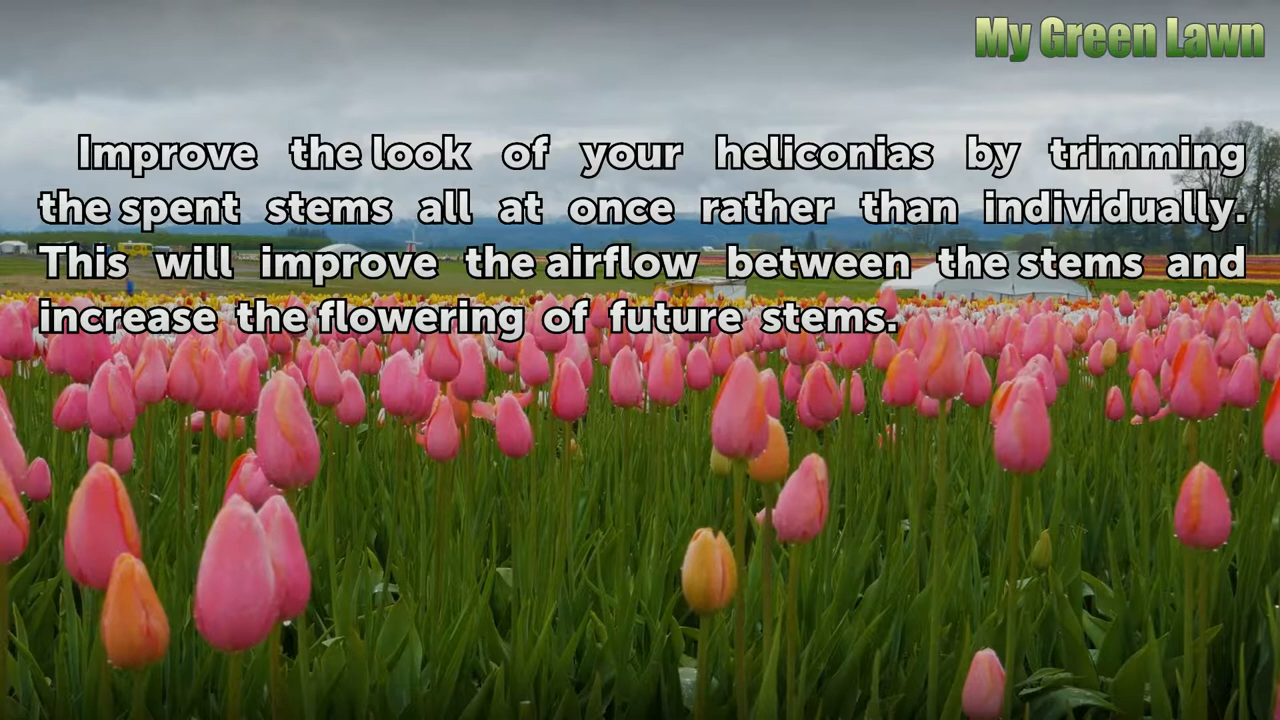 My Green Lawn
Improve the look of your heliconias by trimming
the spent stems all at once rather than individually.
This will improve the airflow between the stems and
increase the flowering of future stems.